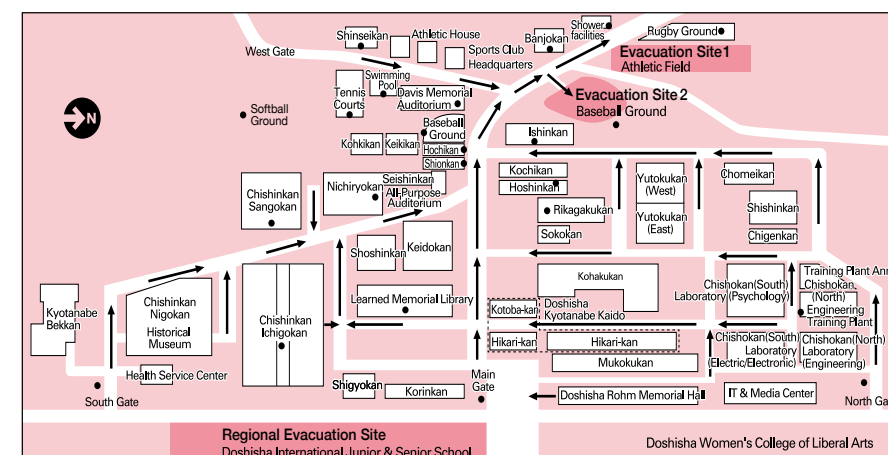 Shower
facilities
Rugby Ground
Shinseikan
Athletic House
Banjokan
Sports Club
Headquarters
West Gate
Evacuation Site1
Athletic Field
Swimming
Pool
Tennis
Courts
Davis Memorial
Auditorium
Evacuation Site 2
Baseball Ground
Softball
Ground
N
Baseball
Ground
Ishinkan
Kohkikan
Keikikan
Hochikan
Shionkan
Kochikan
Hoshinkan
Yutokukan
(West)
Chomeikan
Seishinkan
All-Purpose
Auditorium
Nichiryokan
Chishinkan
Sangokan
Rikagakukan
Shishinkan
Yutokukan
(East)
Sokokan
Chigenkan
Shoshinkan
Keidokan
Kohakukan
Chishokan(South)
Laboratory
(Psychology)
Training Plant Ann
Chishokan
(North)
Engineering
Training Plant
Kyotanabe
Bekkan
Chishinkan
Nigokan
Historical
Museum
Chishinkan
Ichigokan
Learned Memorial Library
Kotoba-kan
Doshisha
Kyotanabe Kaido
Hikari-kan
Hikari-kan
Chishokan(South)
Laboratory
(Electric/Electronic)
Chishokan(North)
Laboratory
(Engineering)
Mukokukan
Health Service Center
Shigyokan
Korinkan
Main
Gate
Doshisha Rohm Memorial Hall
IT & Media Center
South Gate
North Ga
Regional Evacuation Site
Doshisha International Junior & Senior School
Doshisha Women's College of Liberal Arts